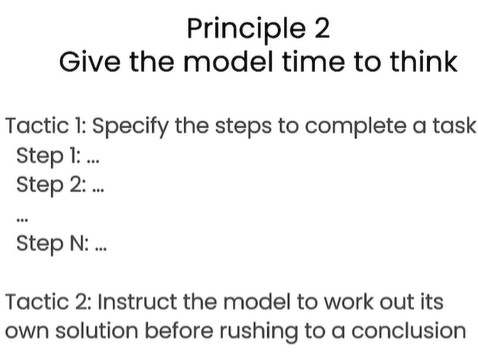 Principle 2
Give the model time to think
Tactic 1: Specify the steps to complete a task
Step 1: ...
Step 2: ...
...
Step N: ...
Tactic 2: Instruct the model to work out its
own solution before rushing to a conclusion